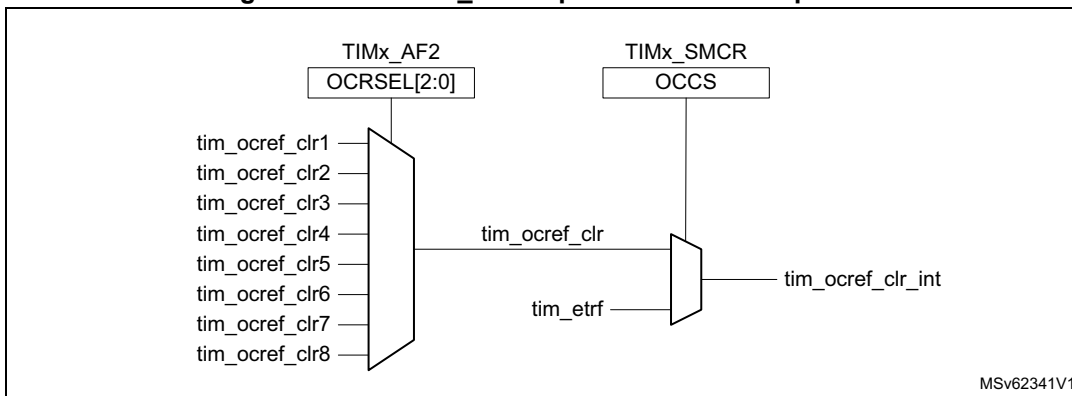 TIMx_AF2
TIMx_SMCR
OCRSEL[2:0]
OCCS
tim_ocref_clr1
tim_ocref_clr2
tim_ocref_clr3
tim_ocref_clr4
tim_ocref_clr
tim_ocref_clr5
tim_ocref_clr6
tim_ocref_clr_int
tim_etrf
tim_ocref_clr7
tim_ocref_clr8
MSv62341V1